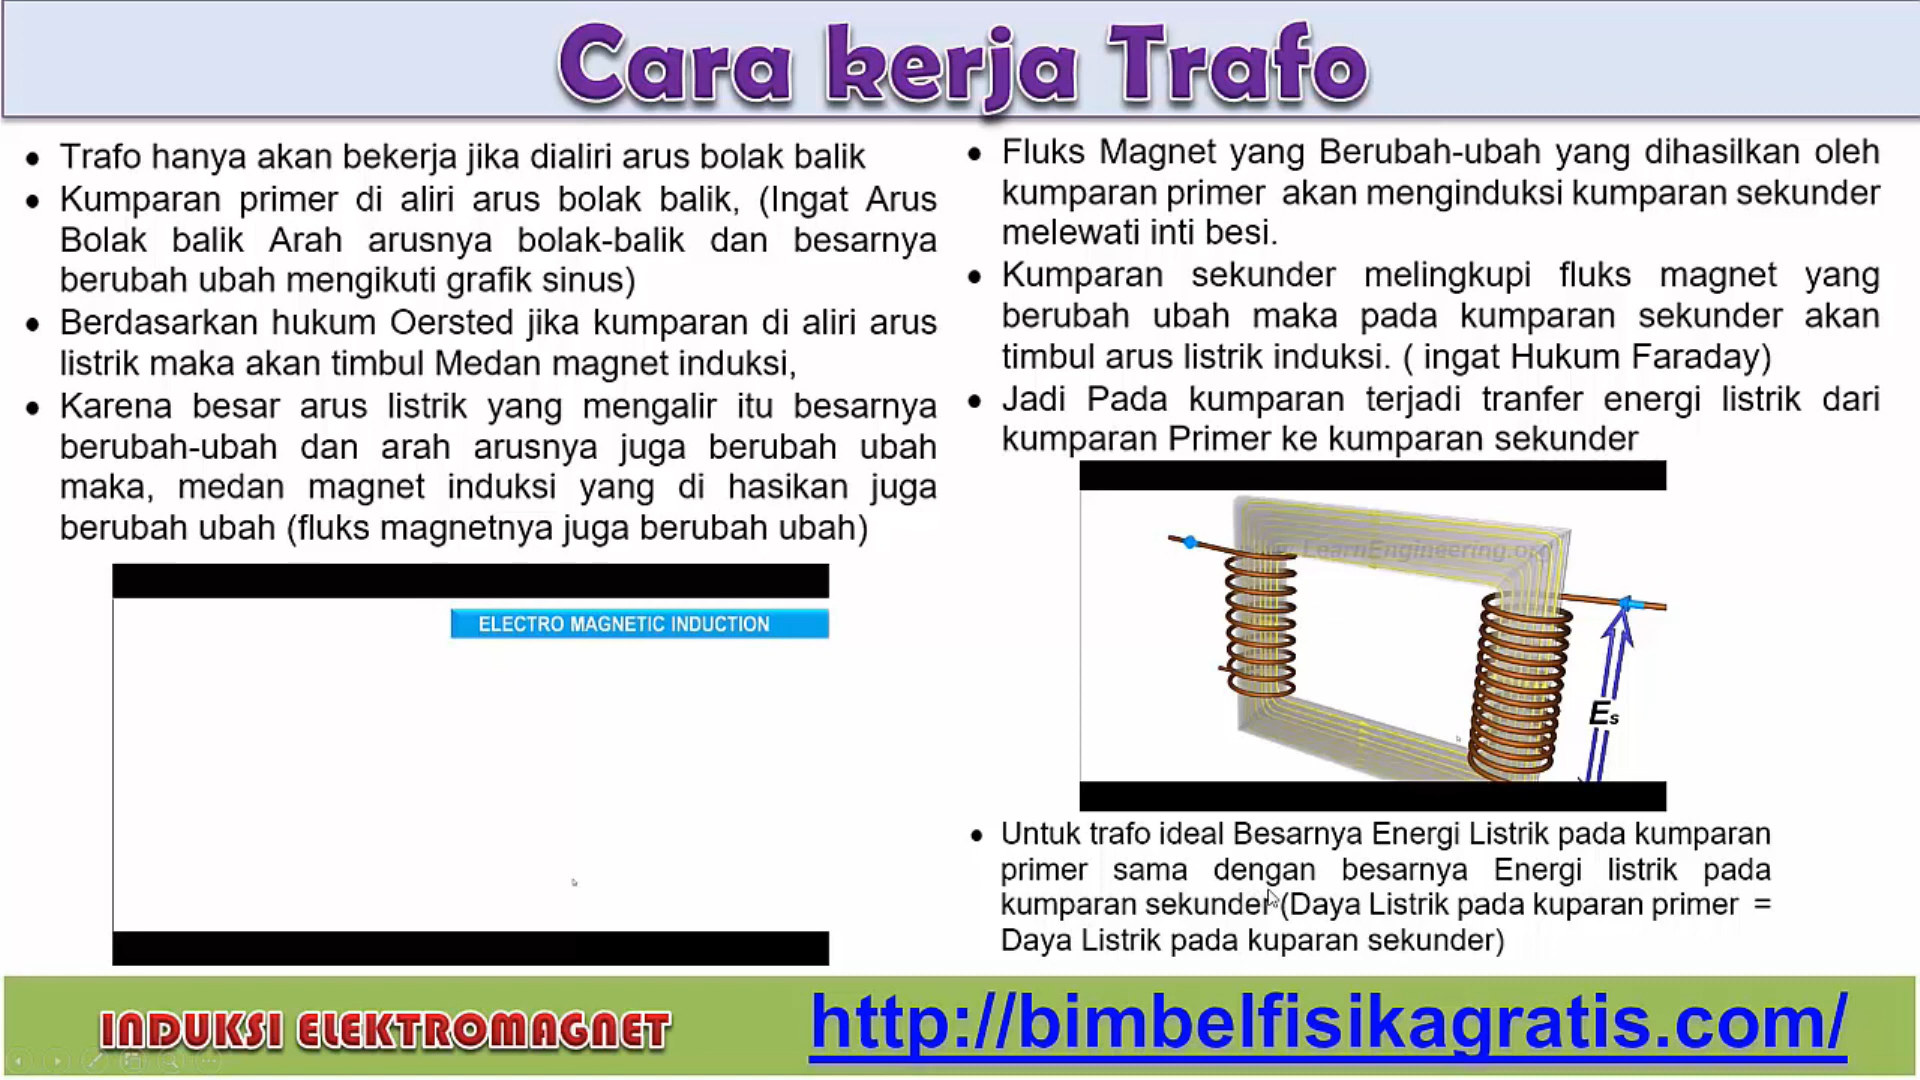 Cara kerja Trafo
• Trafo hanya akan bekerja jika dialiri arus bolak balik
• Kumparan primer di aliri arus bolak balik, (Ingat Arus
Bolak balik Arah arusnya bolak-balik dan besarnya
berubah ubah mengikuti grafik sinus)
• Berdasarkan hukum Oersted jika kumparan di aliri arus
listrik maka akan timbul Medan magnet induksi,
• Karena besar arus listrik yang mengalir itu besarnya
berubah-ubah dan arah arusnya juga berubah ubah
maka, medan magnet induksi yang di hasikan juga
berubah ubah (fluks magnetnya juga berubah ubah)
ELECTRO MAGNETIC INDUCTION
• Fluks Magnet yang Berubah-ubah yang dihasilkan oleh
kumparan primer akan menginduksi kumparan sekunder
melewati inti besi.
• Kumparan sekunder melingkupi fluks magnet yang
berubah ubah maka pada kumparan sekunder akan
timbul arus listrik induksi. ( ingat Hukum Faraday)
• Jadi Pada kumparan terjadi tranfer energi listrik dari
kumparan Primer ke kumparan sekunder
LearnEngineering.org
Es
• Untuk trafo ideal Besarnya Energi Listrik pada kumparan
primer sama dengan besarnya Energi listrik pada
kumparan sekunder (Daya Listrik pada kuparan primer =
Daya Listrik pada kuparan sekunder)
INDUKSI ELEKTROMAGNET
http://bimbelfisikagratis.com/